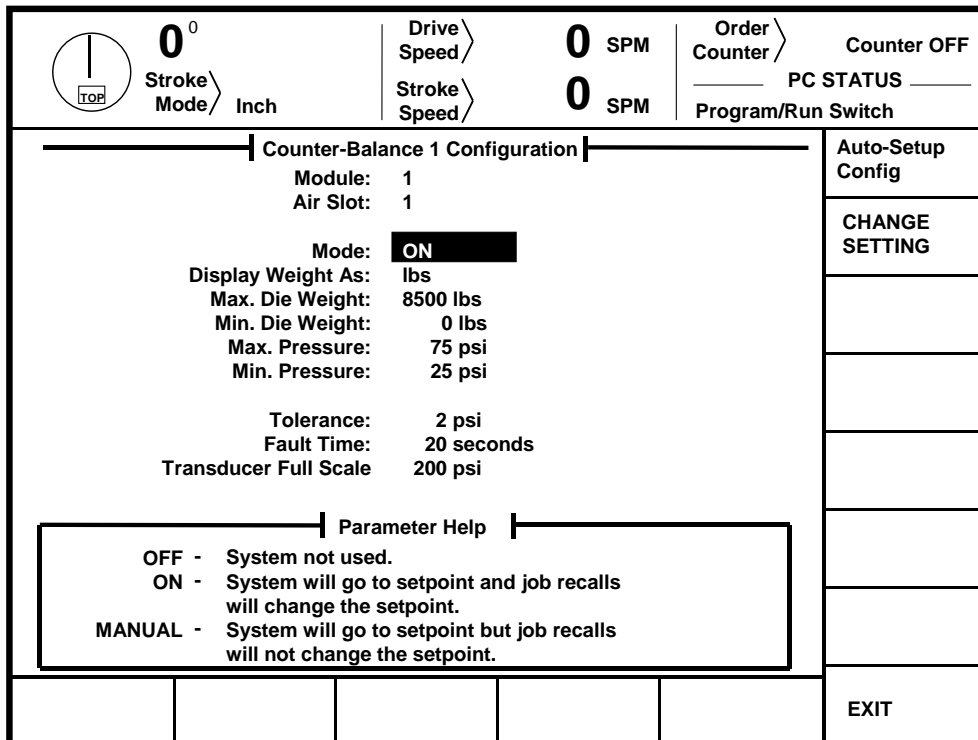 0 0
TOP
Stroke Mode Inch
Drive Speed 0 SPM
Stroke Speed 0 SPM
Order Counter Counter OFF
PC STATUS
Program/Run Switch
Counter-Balance 1 Configuration
Module: 1
Air Slot: 1
Mode: ON
Display Weight As: lbs
Max. Die Weight: 8500 lbs
Min. Die Weight: 0 lbs
Max. Pressure: 75 psi
Min. Pressure: 25 psi
Tolerance: 2 psi
Fault Time: 20 seconds
Transducer Full Scale 200 psi
Parameter Help
OFF - System not used.
ON - System will go to setpoint and job recalls
will change the setpoint.
MANUAL - System will go to setpoint but job recalls
will not change the setpoint.
Auto-Setup
Config
CHANGE
SETTING
EXIT